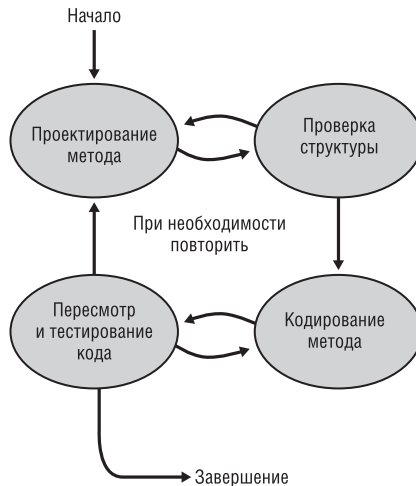 Начало
Проектирование
метода
Проверка
структуры
При необходимости
повторить
Пересмотр
и тестирование
кода
Кодирование
метода
Завершение